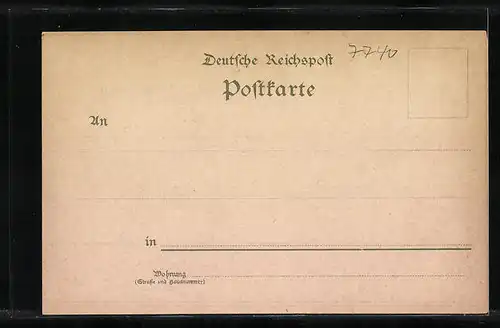 Deutsche Reichspost
7740
Postkarte
An
in
Wohnung
(Straße und Hausnummer)